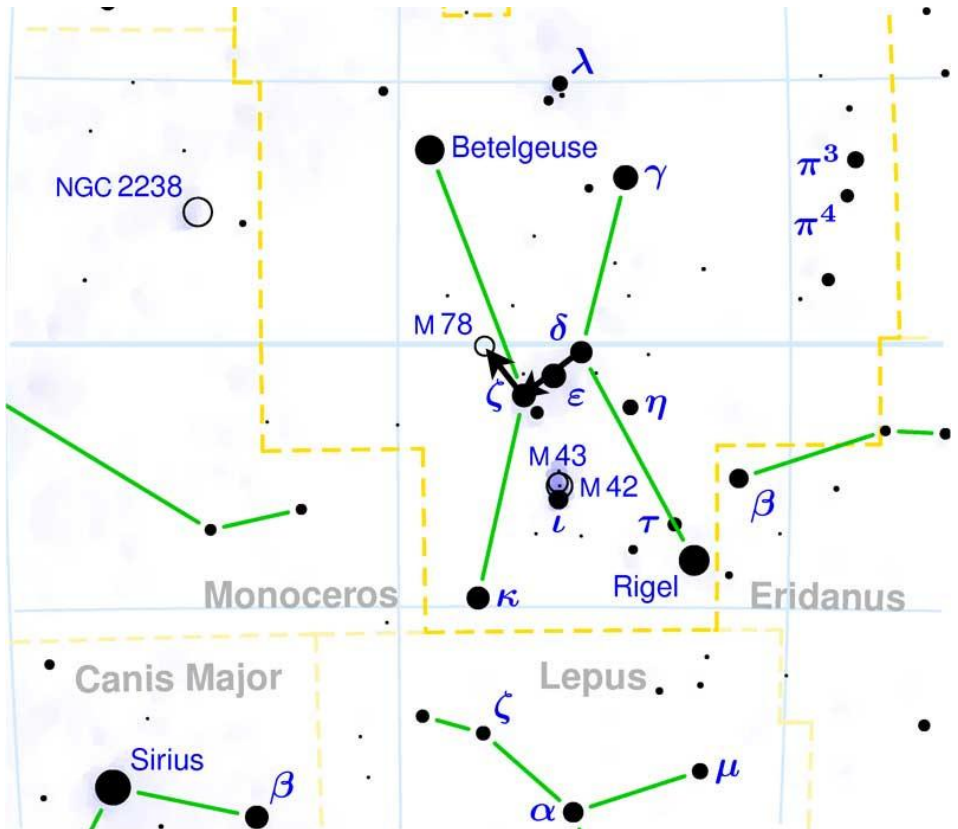 λ
Betelgeuse
γ
π³
NGC 2238
π⁴
M 78
δ
ζ
ε
η
M 43
M 42
ι
τ
β
Rigel
Monoceros
κ
Eridanus
Canis Major
Lepus
ζ
Sirius
β
μ
α